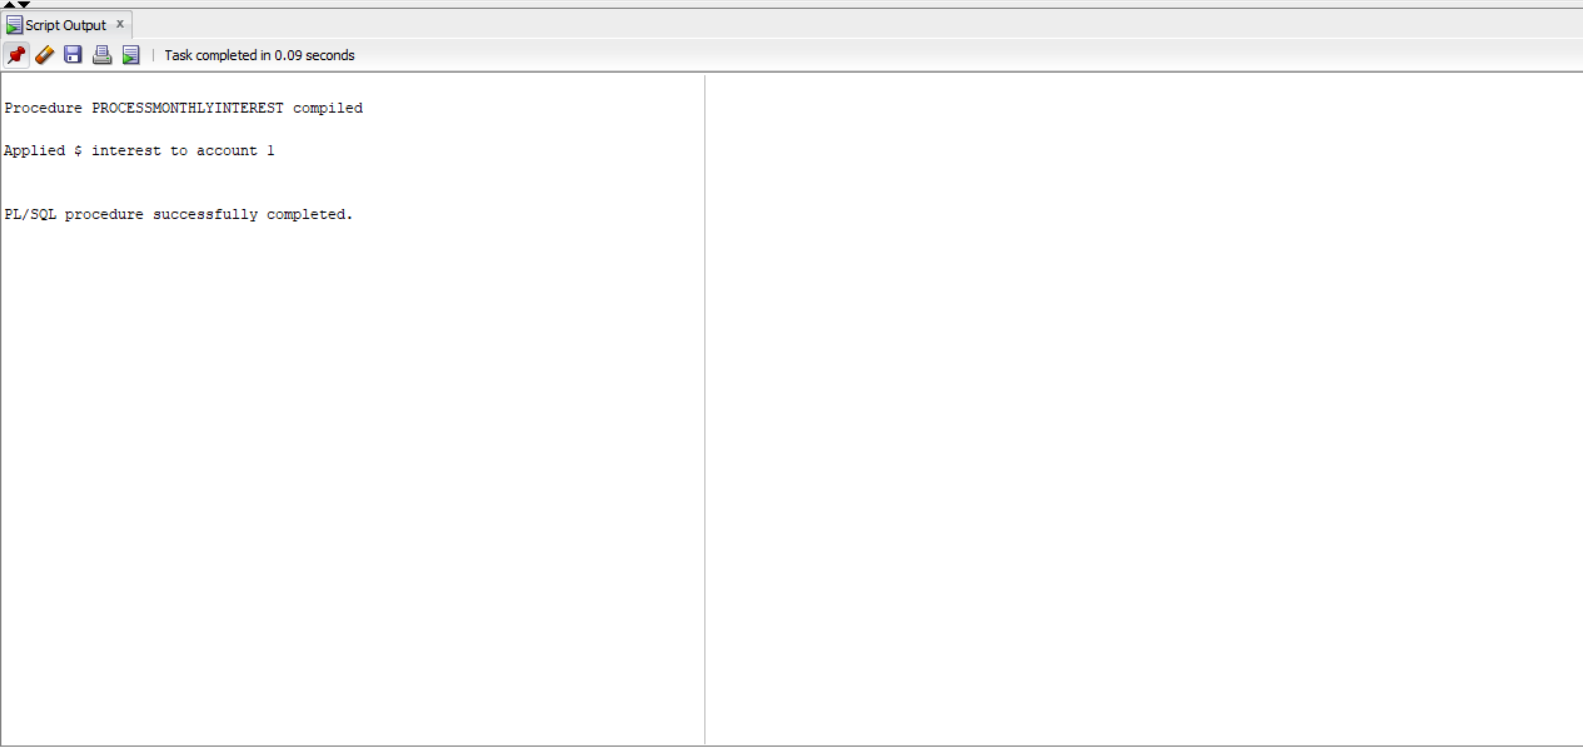 Script Output x
Task completed in 0.09 seconds
Procedure PROCESSMONTHLYINTEREST compiled
Applied $ interest to account 1
PL/SQL procedure successfully completed.